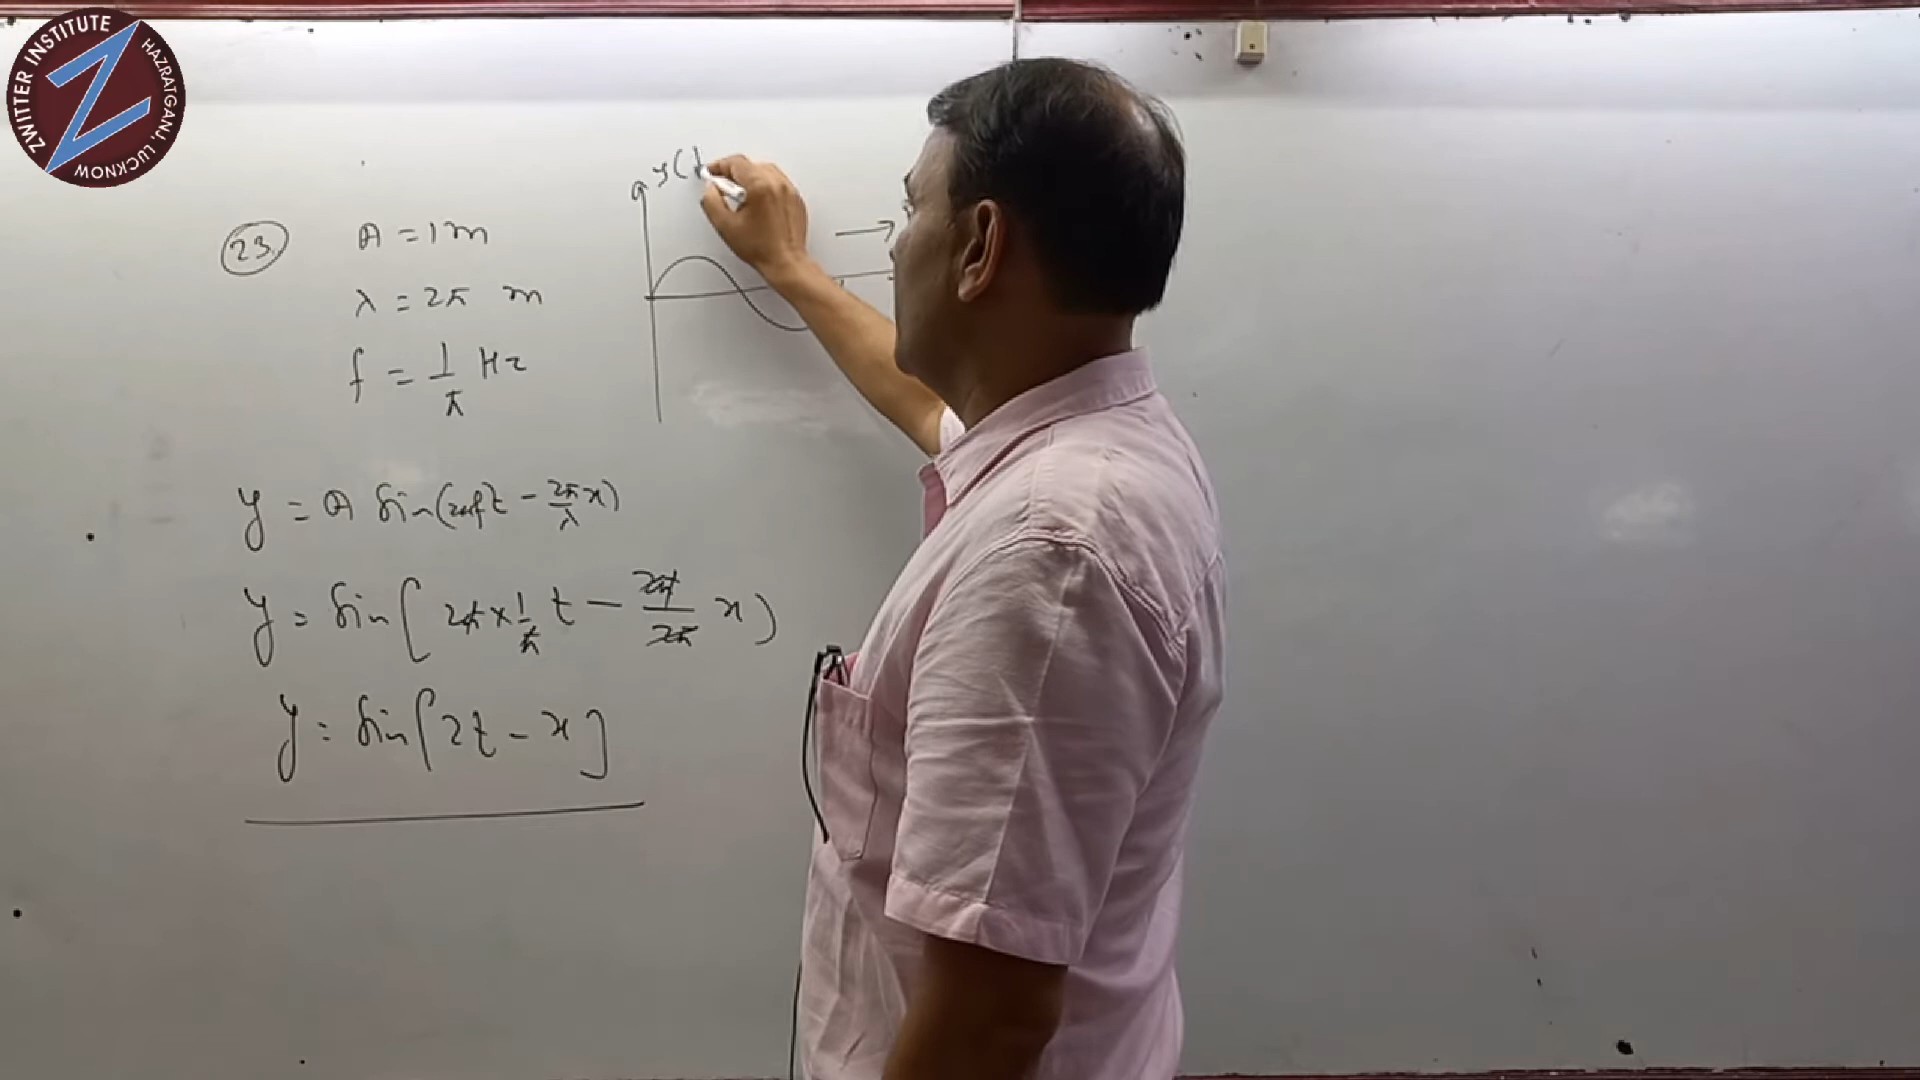 ZWITTER INSTITUTE
HAZRATGANJ, LUCKNOW
Z
23.
A = 1m
λ = 2π m
f = 1/π Hz
y = A sin(2πft - 2π/λ x)
y = sin[2π×1/π t - 2π/2π x)
y = sin[2t - x]
y(